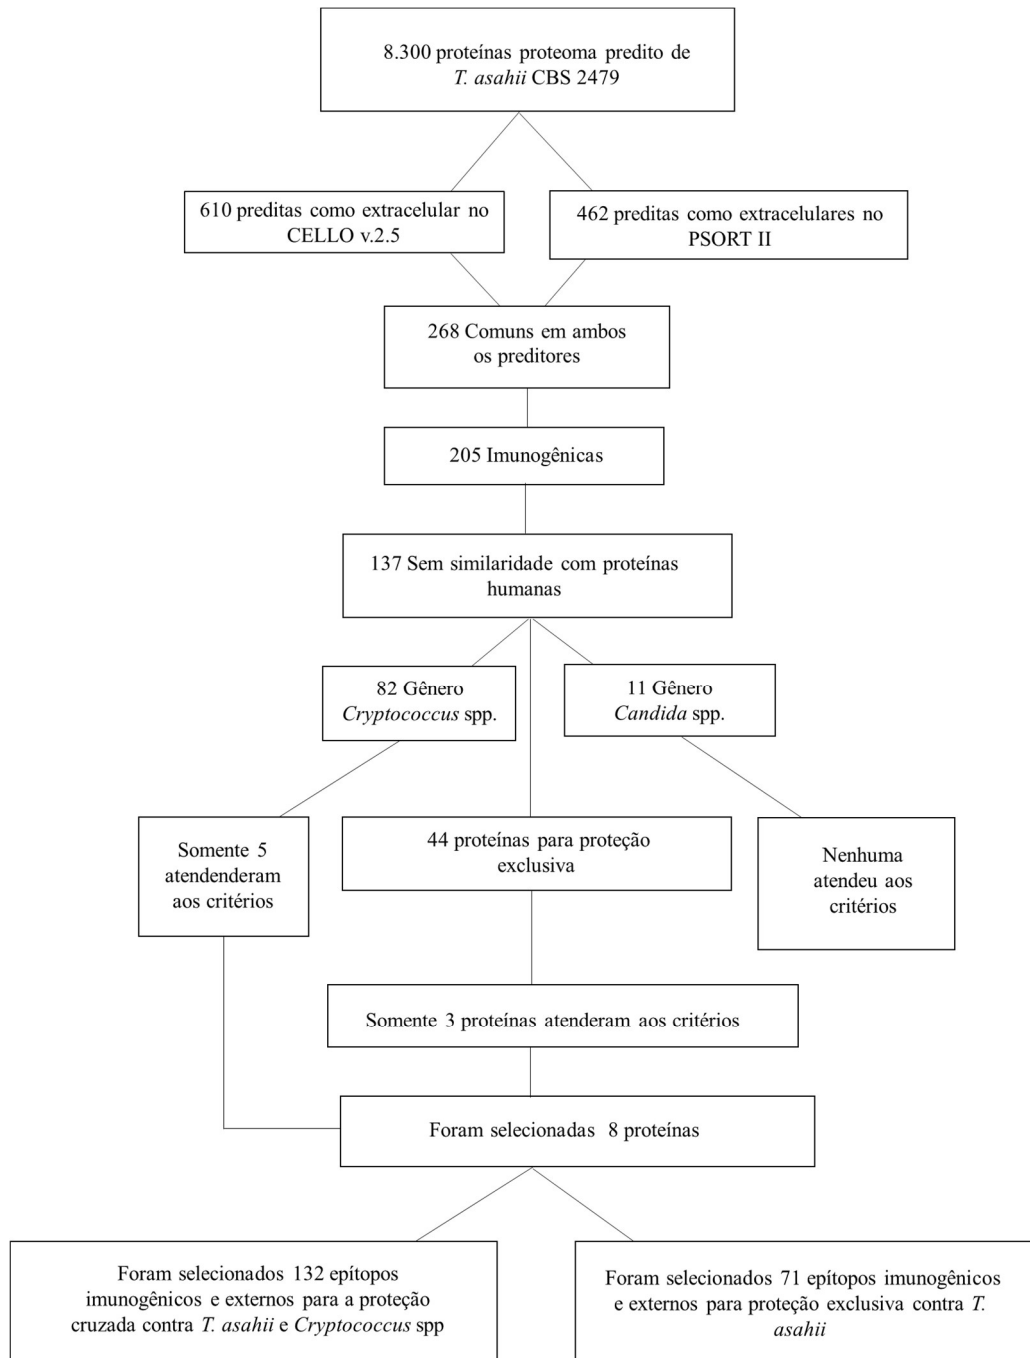 8.300 proteínas proteoma predito de
T. asahii CBS 2479
610 preditas como extracelular no
CELLO v.2.5
462 preditas como extracelulares no
PSORT II
268 Comuns em ambos
os preditores
205 Imunogênicas
137 Sem similaridade com proteínas
humanas
82 Gênero
Cryptococcus spp.
11 Gênero
Candida spp.
Somente 5
atendenderam
aos critérios
44 proteínas para proteção
exclusiva
Nenhuma
atendeu aos
critérios
Somente 3 proteínas atenderam aos critérios
Foram selecionadas 8 proteínas
Foram selecionados 132 epítopos
imunogênicos e externos para a proteção
cruzada contra T. asahii e Cryptococcus spp
Foram selecionados 71 epítopos imunogênicos
e externos para proteção exclusiva contra T.
asahii